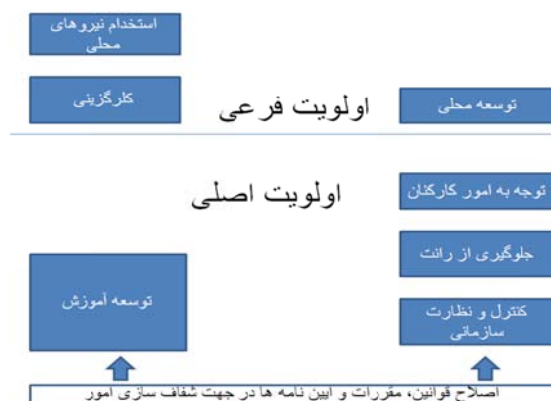 استخدام نیروهای
محلی
کلرگزینی
اولویت فرعی
توسعه محلی
اولویت اصلی
توجه به امور کارکنان
جلوگیری از رانت
توسعه آموزش
کنترل و نظارت
سازمانی
اصلاح قوانین، مقررات و آیین نامه ها در جهت شفاف سازی امور